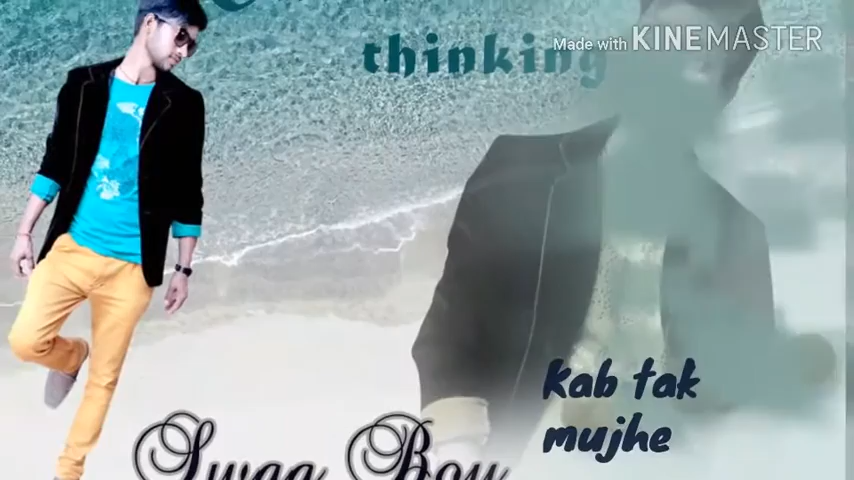 thinking
Made with KINEMASTER
kab tak
mujhe
Swag Boy